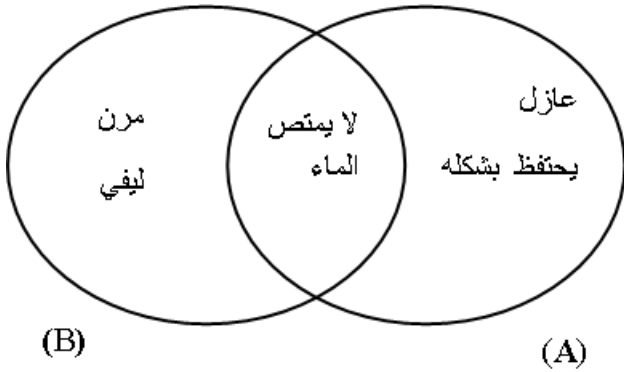 عازل
يحتفظ بشكله
لا يمتص
الماء
مرن
ليفي
(A)
(B)